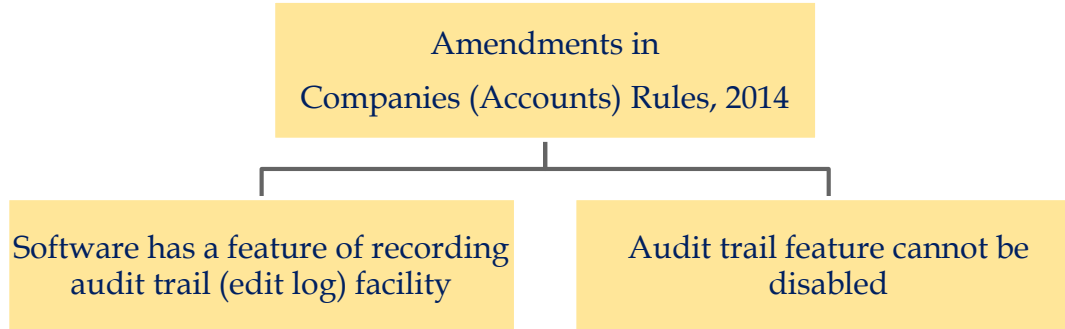 Amendments in
Companies (Accounts) Rules, 2014
Software has a feature of recording
audit trail (edit log) facility
Audit trail feature cannot be
disabled